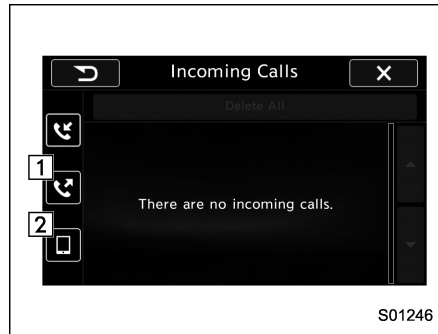 Incoming Calls
Delete All
1
There are no incoming calls.
2
S01246